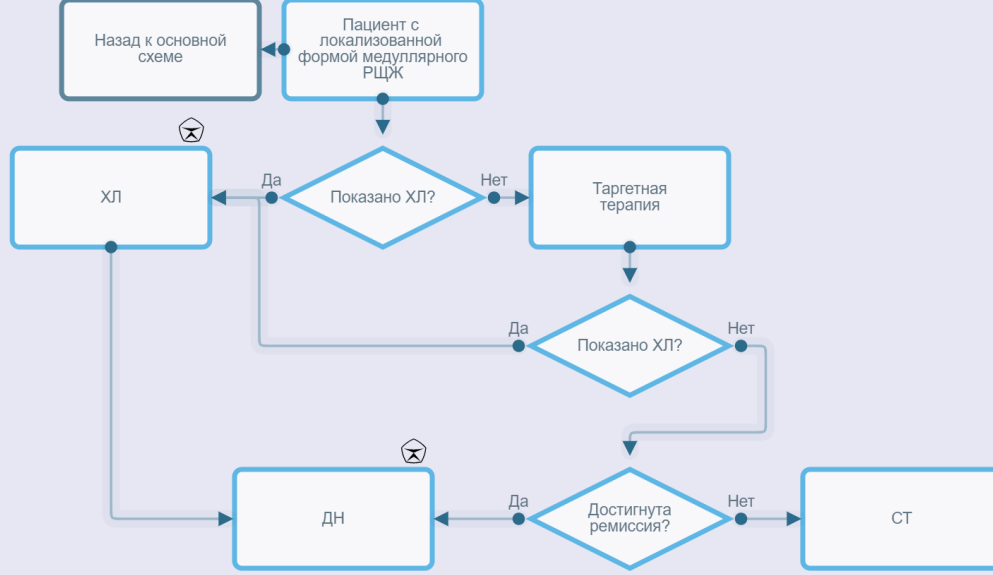 Назад к основной
схеме
Пациент с
локализованной
формой медуллярного
РЩЖ
ХЛ
Да
Показано ХЛ?
Нет
Таргетная
терапия
Да
Показано ХЛ?
Нет
ДН
Да
Достигнута
ремиссия?
Нет
СТ